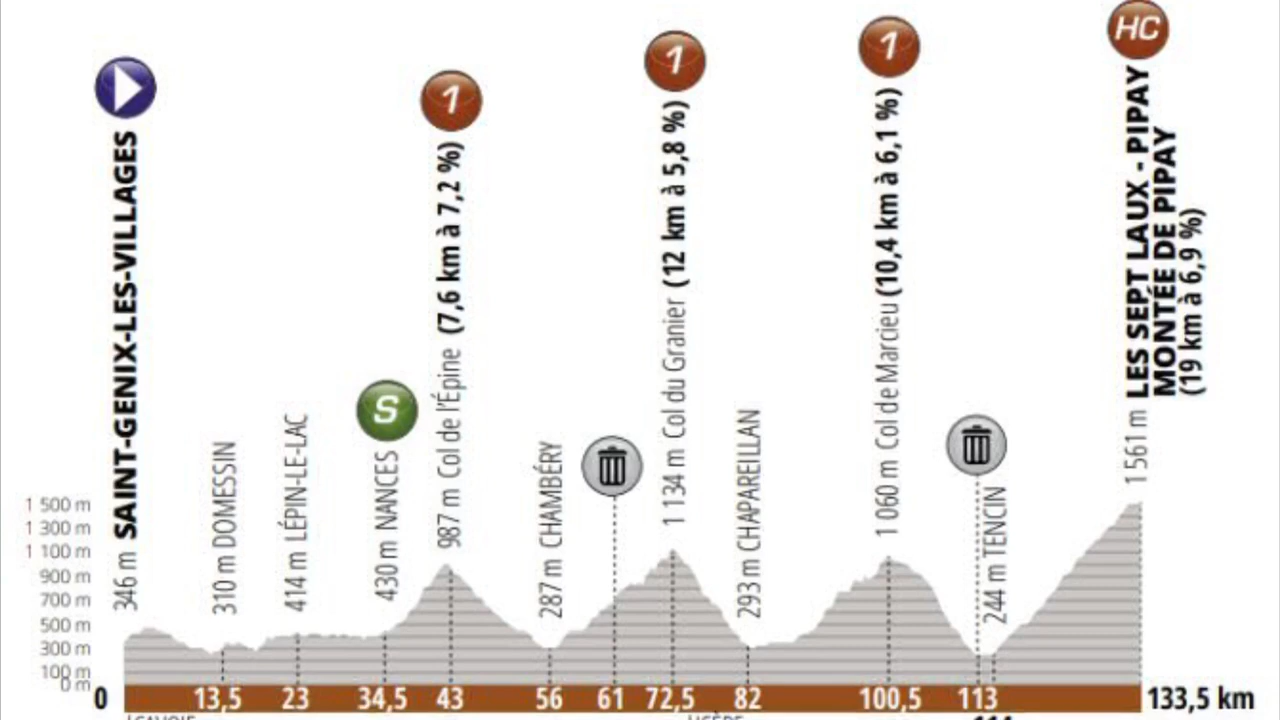 HC
1
1
1
S
SAINT-GENIX-LES-VILLAGES
346 m
310 m DOMESSIN
414 m LÉPIN-LE-LAC
430 m NANCES
987 m Col de l'Épine (7,6 km à 7,2 %)
287 m CHAMBÉRY
1 134 m Col du Granier (12 km à 5,8 %)
293 m CHAPAREILLAN
1 060 m Col de Marcieu (10,4 km à 6,1 %)
244 m TENCIN
1 561 m LES SEPT LAUX - PIPAY
MONTÉE DE PIPAY
(19 km à 6,9 %)
1 500 m
1 300 m
1 100 m
900 m
700 m
500 m
300 m
100 m
0 m
0 13,5 23 34,5 43 56 61 72,5 82 100,5 113 133,5 km